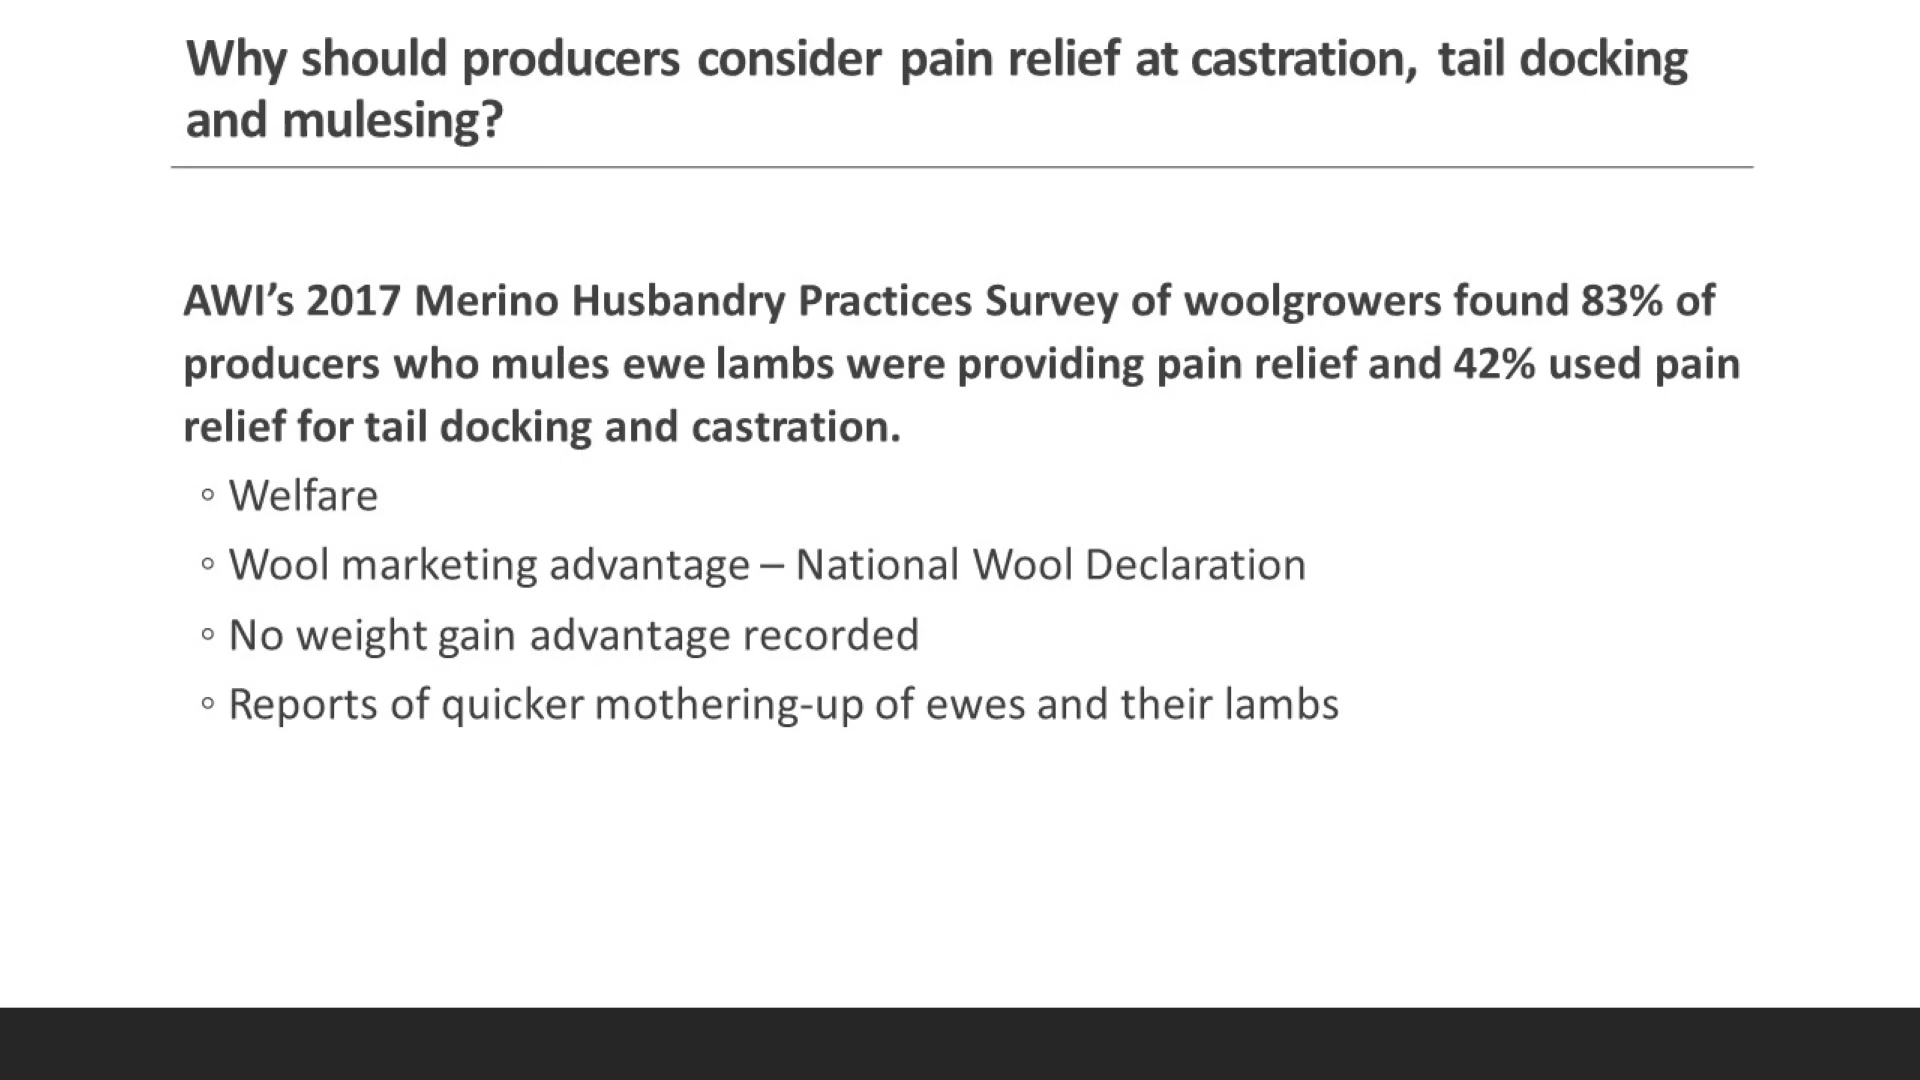 Why should producers consider pain relief at castration, tail docking
and mulesing?
AWI’s 2017 Merino Husbandry Practices Survey of woolgrowers found 83% of
producers who mules ewe lambs were providing pain relief and 42% used pain
relief for tail docking and castration.
◦ Welfare
◦ Wool marketing advantage – National Wool Declaration
◦ No weight gain advantage recorded
◦ Reports of quicker mothering-up of ewes and their lambs